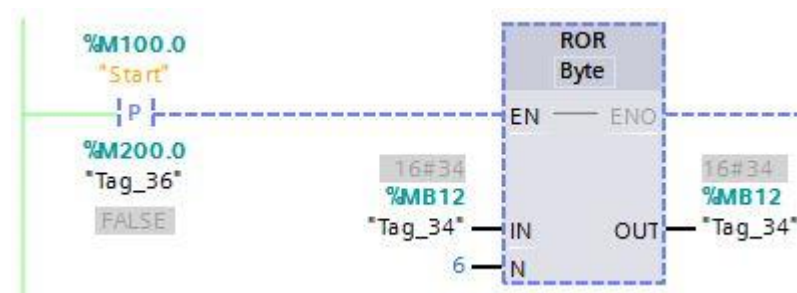 %M100.0
"Start"
P
%M200.0
"Tag_36"
FALSE
ROR
Byte
EN
ENO
16#34
%MB12
"Tag_34"
IN
6
N
16#34
%MB12
OUT
"Tag_34"